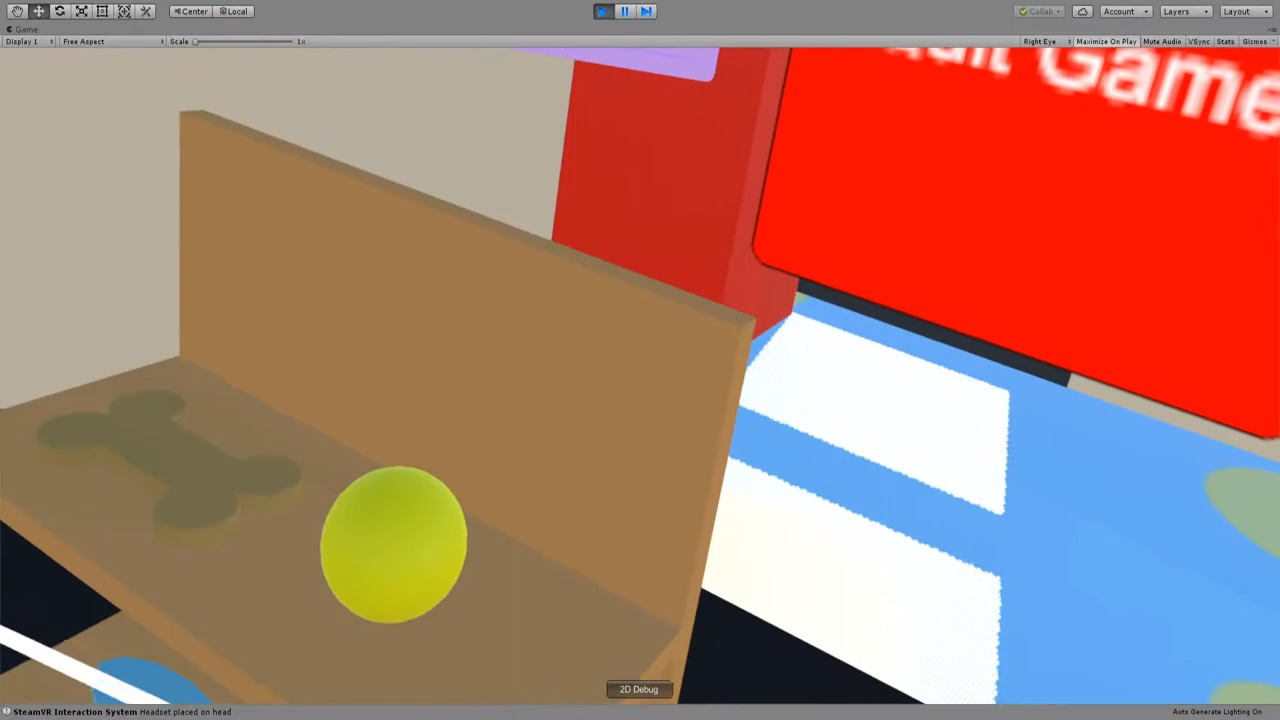 Center Local Collab Account Layers Layout
Game
Display 1 Free Aspect Scale 1x Right Eye Maximize On Play Mute Audio VSync Stats Gizmos
Game
2D Debug
SteamVR Interaction System Headset placed on head Auto Generate Lighting On